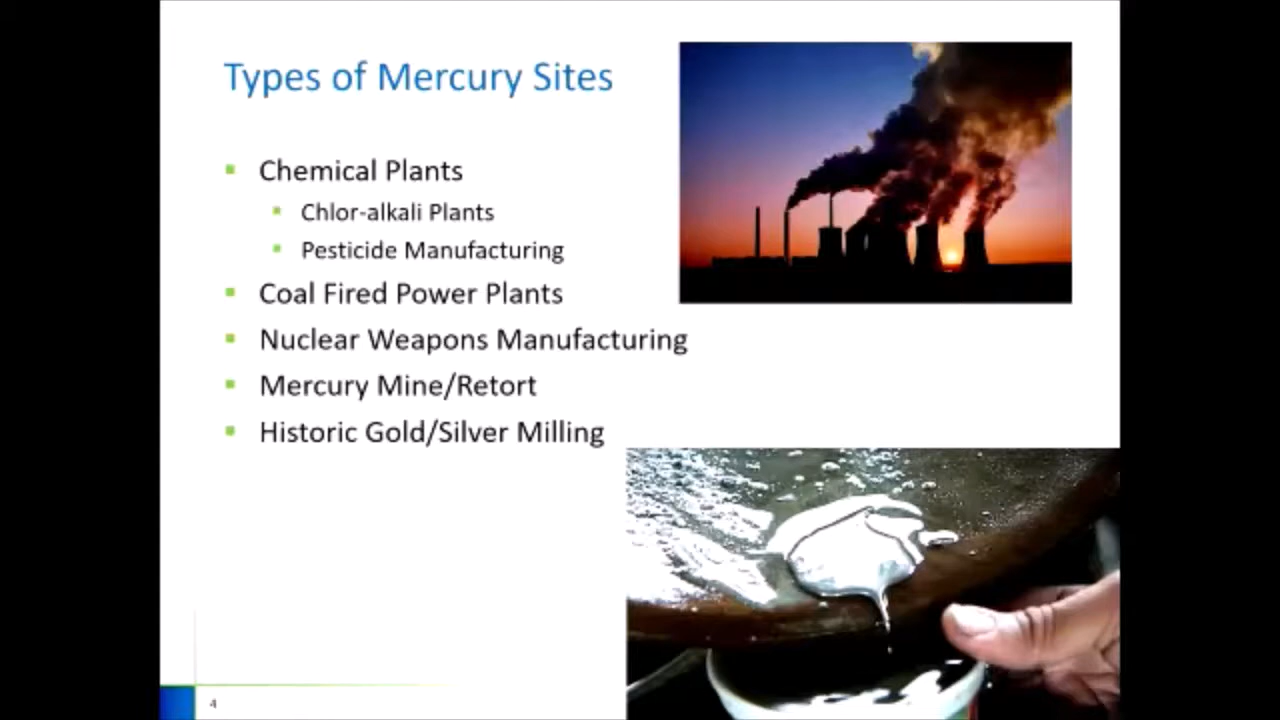 Types of Mercury Sites
Chemical Plants
Chlor-alkali Plants
Pesticide Manufacturing
Coal Fired Power Plants
Nuclear Weapons Manufacturing
Mercury Mine/Retort
Historic Gold/Silver Milling
4